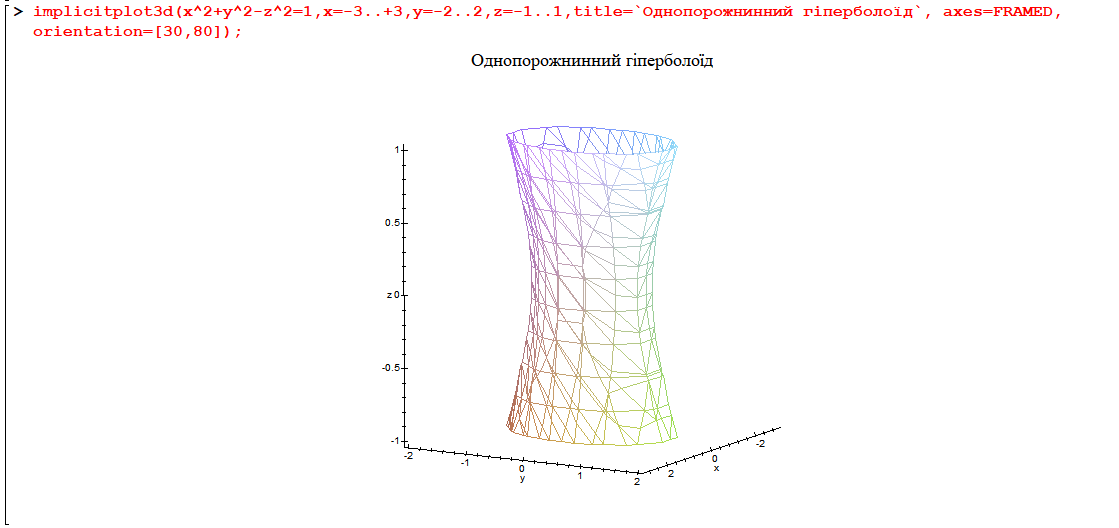 > implicitplot3d(x^2+y^2-z^2=1,x=-3..+3,y=-2..2,z=-1..1,title=`Однопорожнинний гіперболоїд`, axes=FRAMED,
orientation=[30,80]);
Однопорожнинний гіперболоїд
1
0.5
z 0
-0.5
-1
-2
-1
0
y
1
2
2
0
x
-2